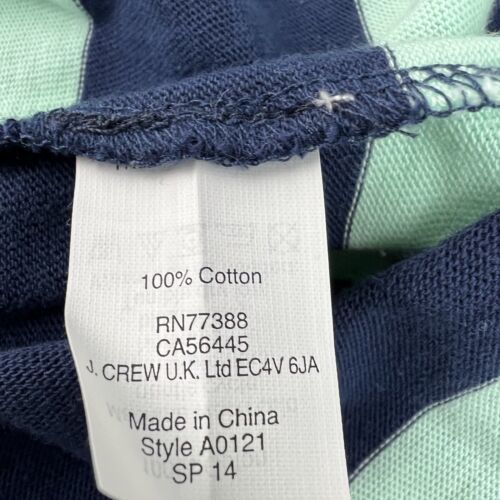 100% Cotton
RN77388
CA56445
J. CREW U.K. Ltd EC4V 6JA
Made in China
Style A0121
SP 14